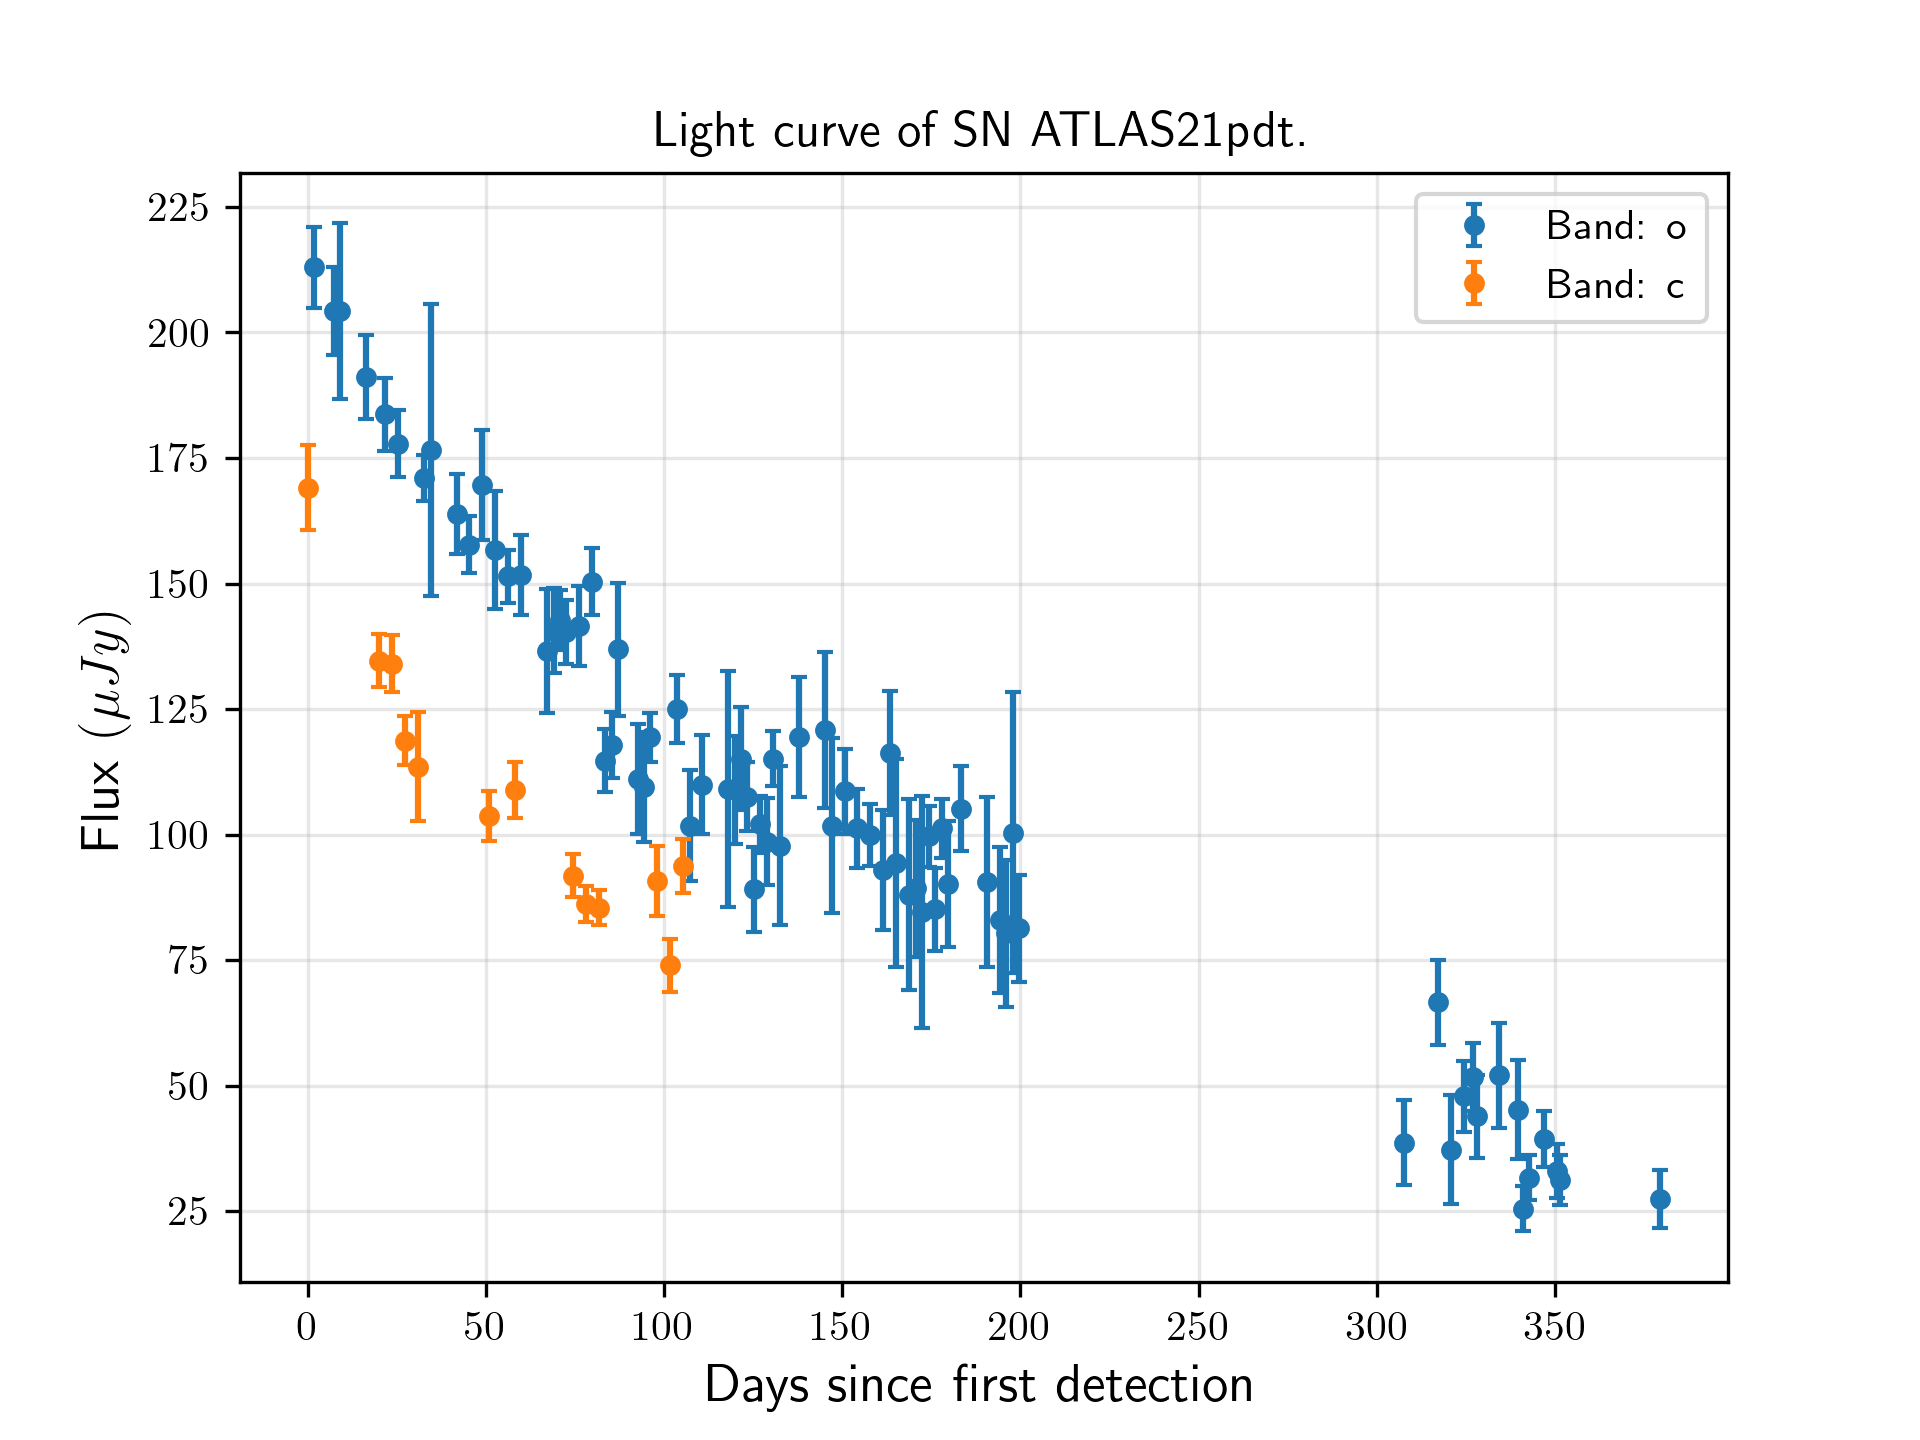 Light curve of SN ATLAS21pdt.
Band: o
Band: c
Flux (μJy)
225
200
175
150
125
100
75
50
25
0 50 100 150 200 250 300 350
Days since first detection